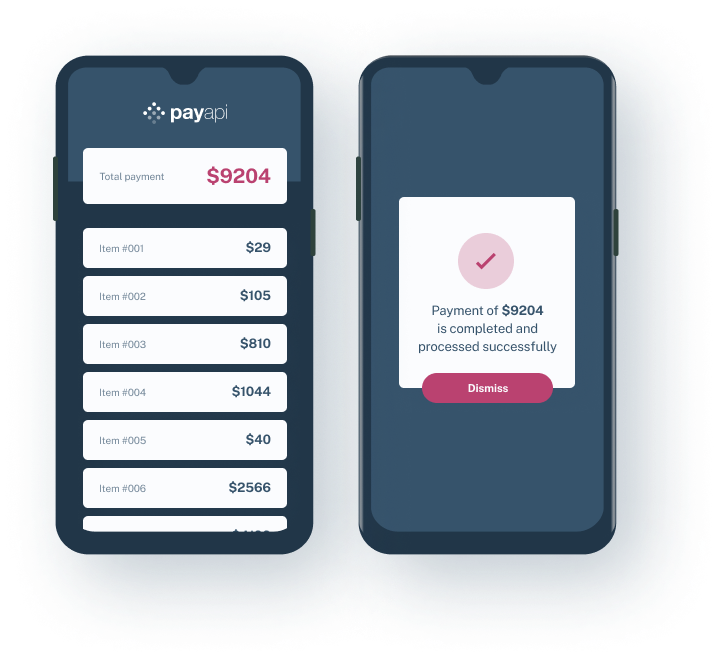 payapi
Total payment $9204
Item #001 $29
Item #002 $105
Item #003 $810
Item #004 $1044
Item #005 $40
Item #006 $2566
Payment of $9204
is completed and
processed successfully
Dismiss